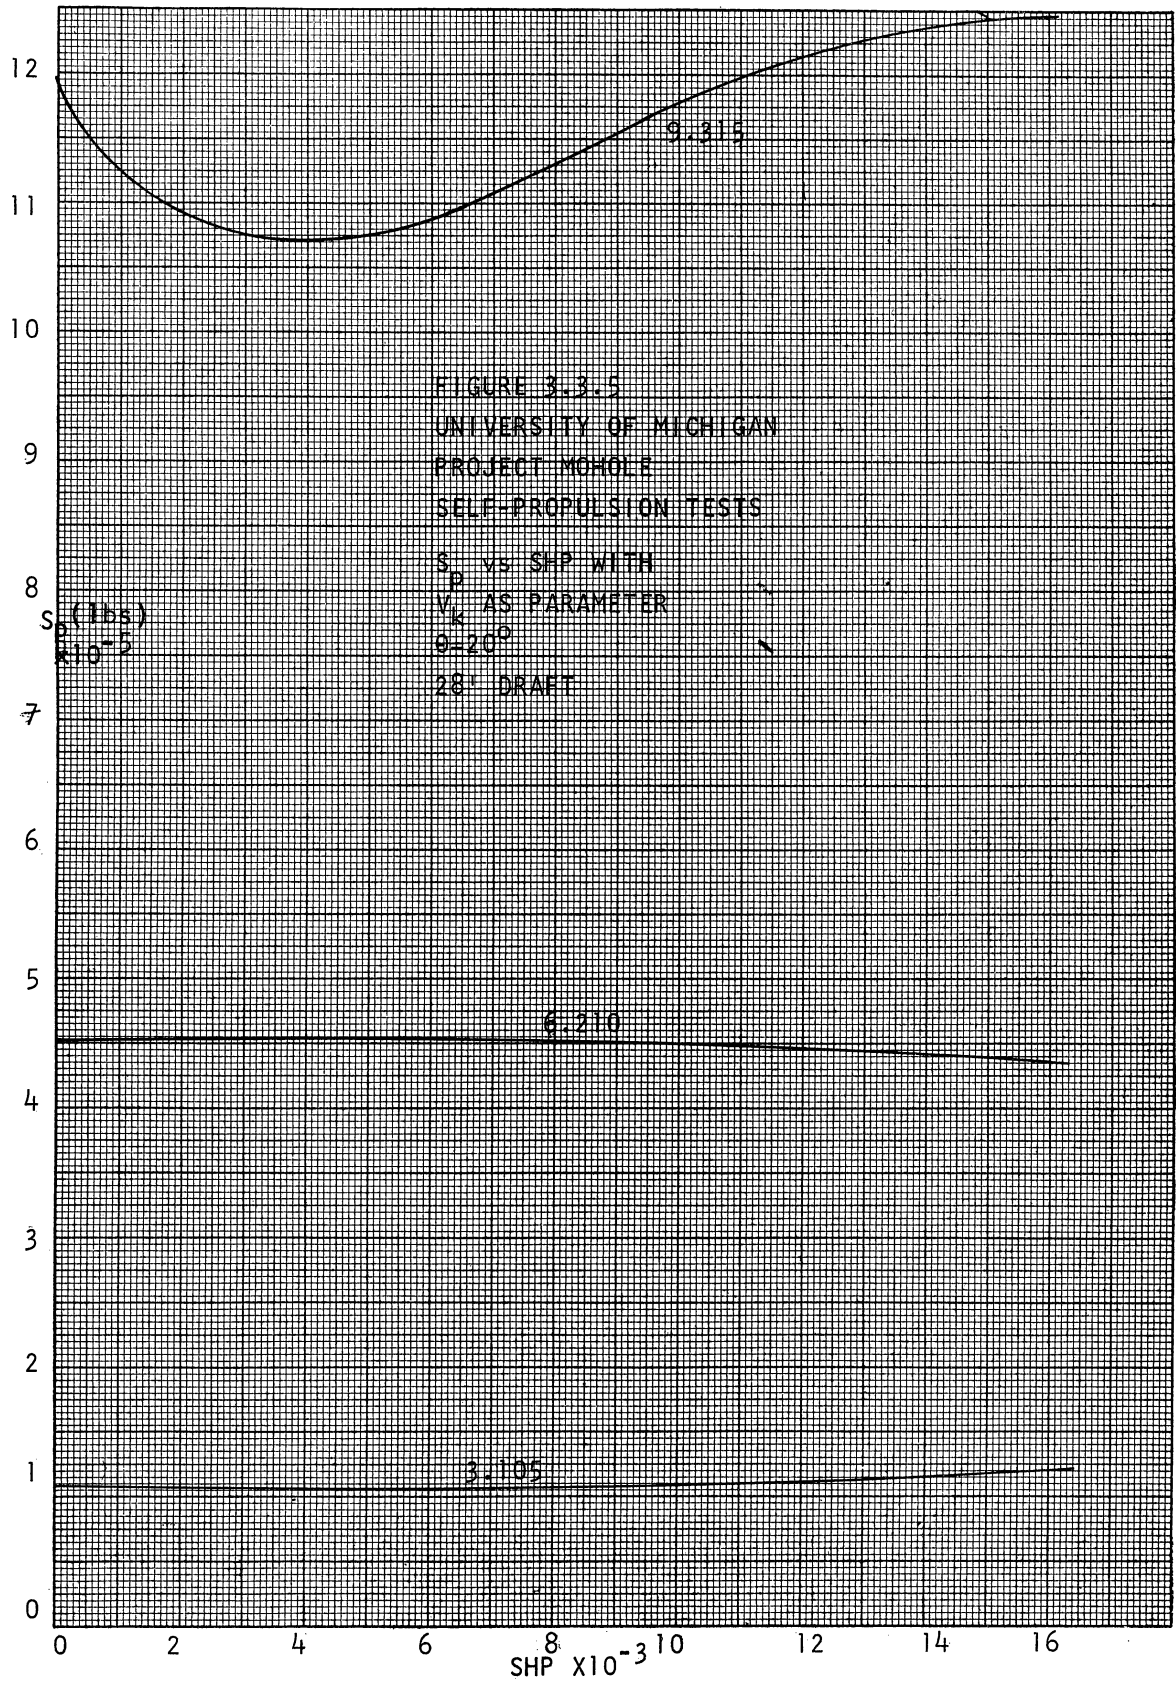 12
9.315
11
10
FIGURE 3.3.5
UNIVERSITY OF MICHIGAN
9
PROJECT MOHOLE
SELF-PROPULSION TESTS
Sp vs SHP WITH
8
Vk AS PARAMETER
Sp (lbs)
x10-5
θ=20°
28' DRAFT
7
6
5
6.210
4
3
2
1
3.105
0
0 2 4 6 8 10 12 14 16
SHP X10-3